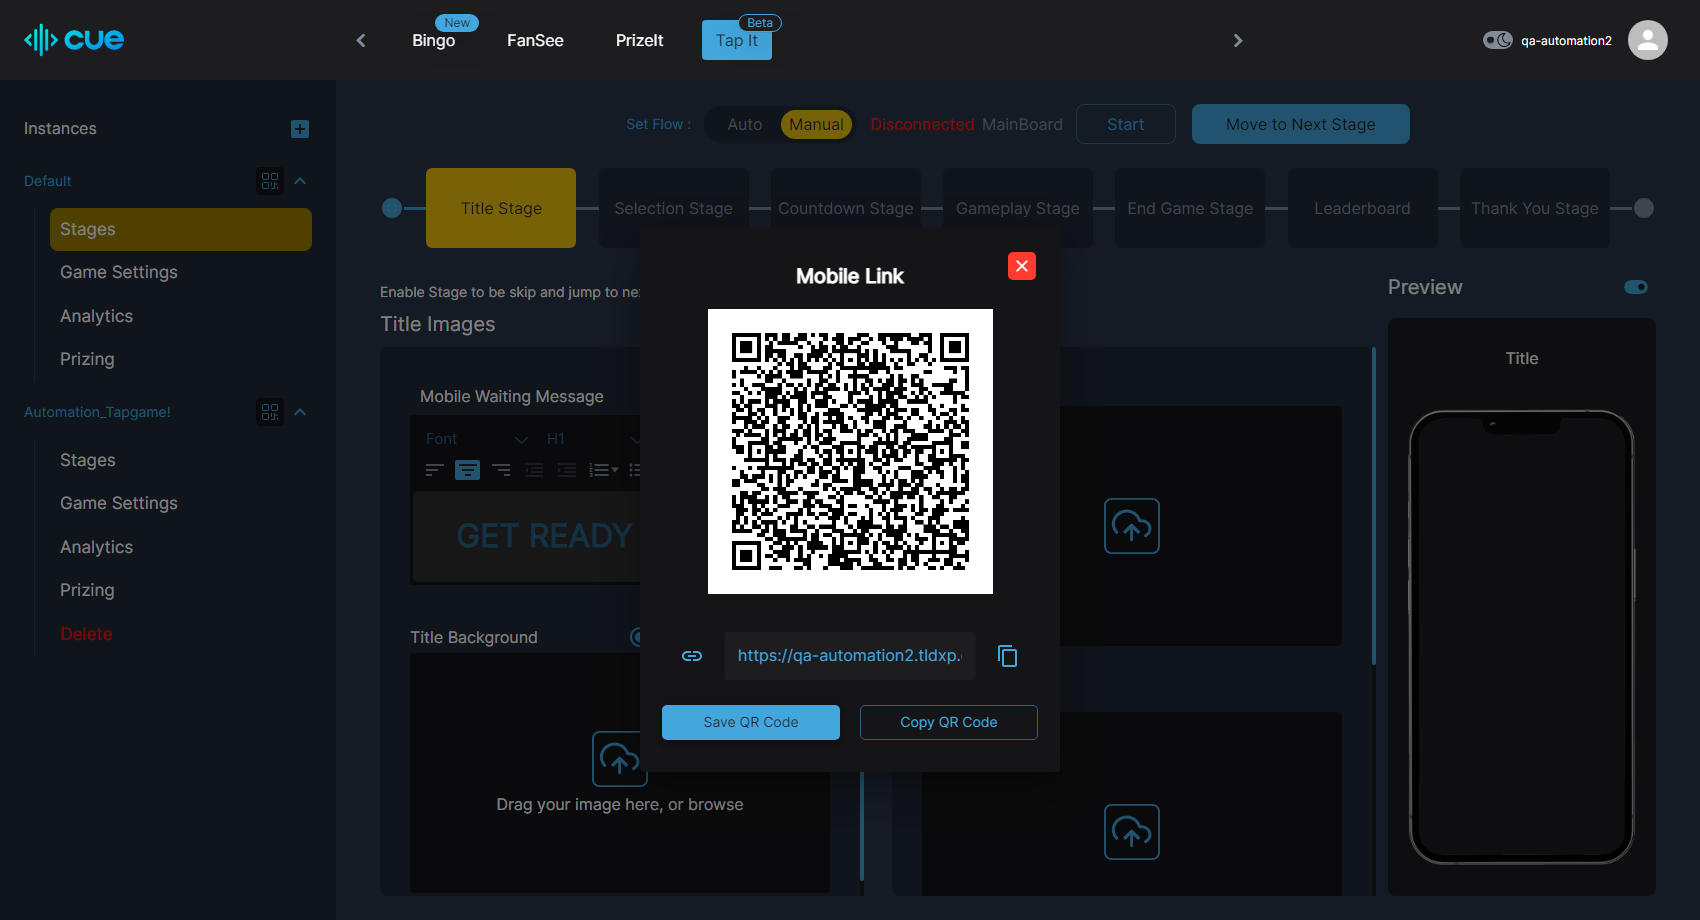 cue
New
Bingo
FanSee
PrizeIt
Beta
Tap It
qa-automation2
Instances
Default
Stages
Game Settings
Analytics
Prizing
Automation_Tapgame!
Stages
Game Settings
Analytics
Prizing
Delete
Set Flow :
Auto
Manual
Disconnected MainBoard
Start
Move to Next Stage
Title Stage
Selection Stage
Countdown Stage
Gameplay Stage
End Game Stage
Leaderboard
Thank You Stage
Enable Stage to be skip and jump to
Title Images
Mobile Waiting Message
Font
H1
GET READY
Title Background
Drag your image here, or browse
Mobile Link
https://qa-automation2.tldxp.
Save QR Code
Copy QR Code
Preview
Title